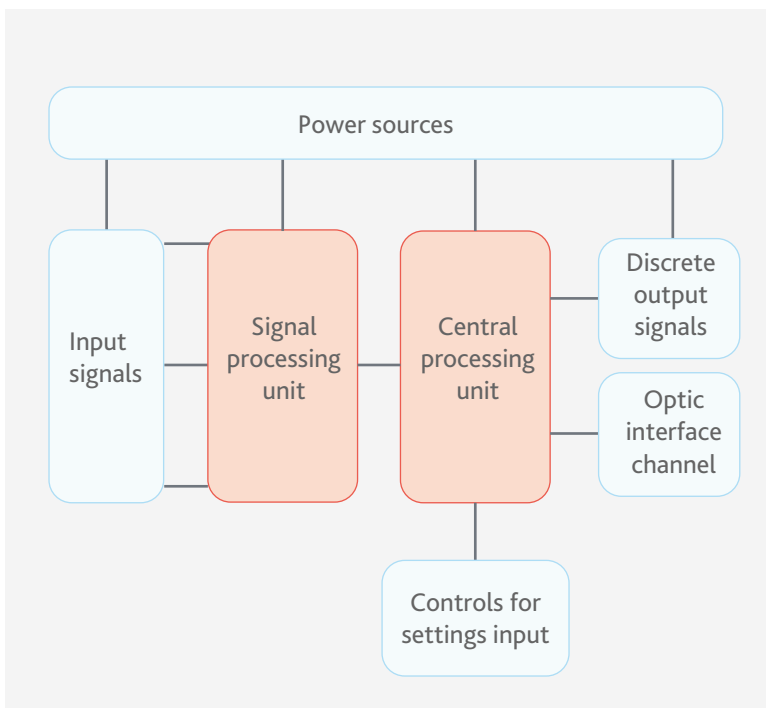 Power sources
Input
signals
Signal
processing
unit
Central
processing
unit
Discrete
output
signals
Optic
interface
channel
Controls for
settings input